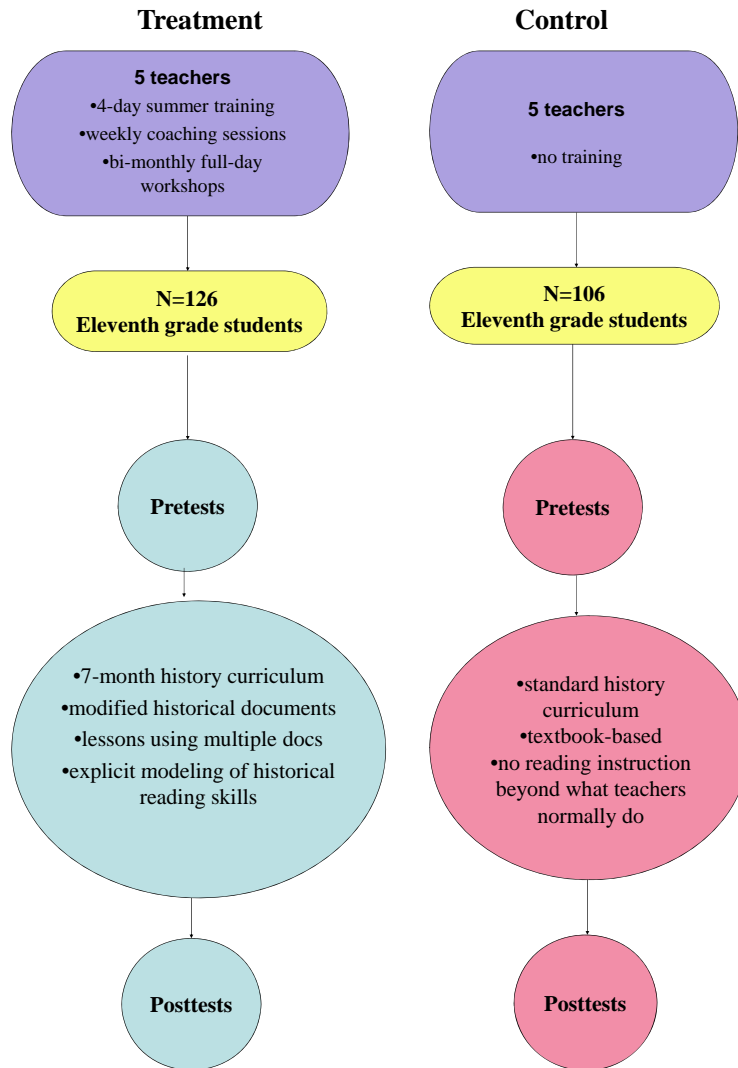 Treatment
5 teachers
•4-day summer training
•weekly coaching sessions
•bi-monthly full-day
workshops
N=126
Eleventh grade students
Pretests
•7-month history curriculum
•modified historical documents
•lessons using multiple docs
•explicit modeling of historical
reading skills
Posttests
Control
5 teachers
•no training
N=106
Eleventh grade students
Pretests
•standard history
curriculum
•textbook-based
•no reading instruction
beyond what teachers
normally do
Posttests